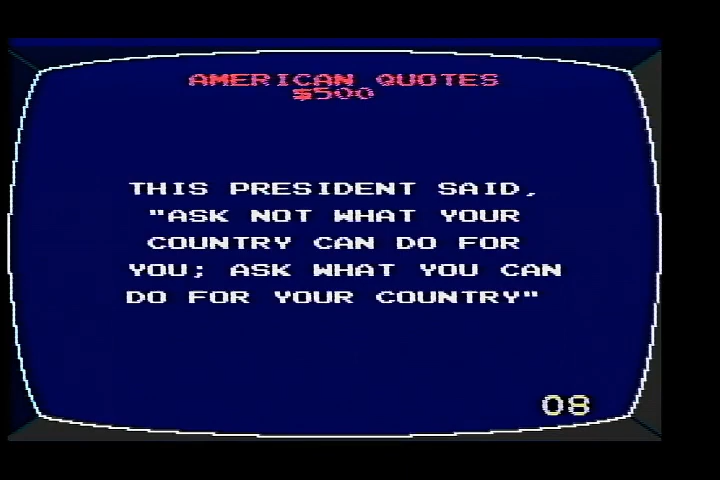 AMERICAN QUOTES
$500
THIS PRESIDENT SAID,
"ASK NOT WHAT YOUR
COUNTRY CAN DO FOR
YOU; ASK WHAT YOU CAN
DO FOR YOUR COUNTRY"
08